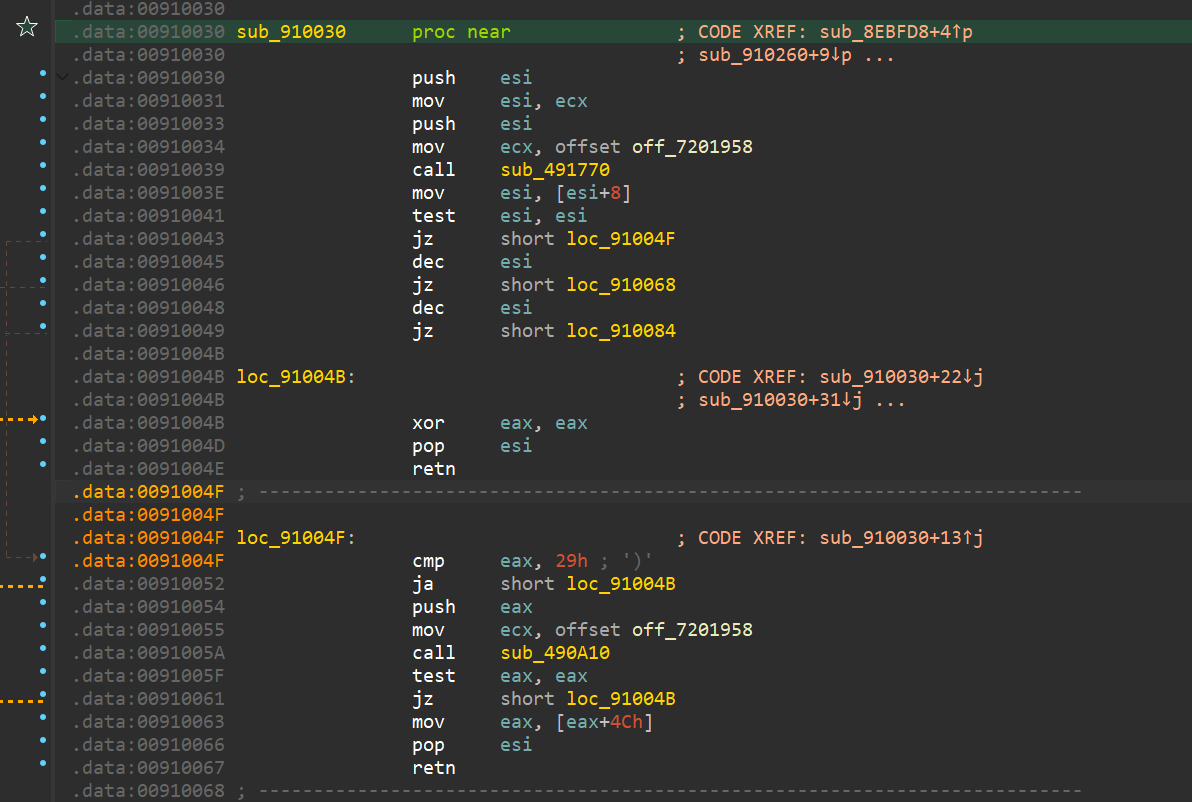 .data:00910030
.data:00910030 sub_910030 proc near ; CODE XREF: sub_8EBFD8+4↑p
.data:00910030 ; sub_910260+9↓p ...
.data:00910030 push esi
.data:00910031 mov esi, ecx
.data:00910033 push esi
.data:00910034 mov ecx, offset off_7201958
.data:00910039 call sub_491770
.data:0091003E mov esi, [esi+8]
.data:00910041 test esi, esi
.data:00910043 jz short loc_91004F
.data:00910045 dec esi
.data:00910046 jz short loc_910068
.data:00910048 dec esi
.data:00910049 jz short loc_910084
.data:0091004B
.data:0091004B loc_91004B: ; CODE XREF: sub_910030+22↓j
.data:0091004B ; sub_910030+31↓j ...
.data:0091004B xor eax, eax
.data:0091004D pop esi
.data:0091004E retn
.data:0091004F ; ---------------------------------------------------------------------------
.data:0091004F
.data:0091004F loc_91004F: ; CODE XREF: sub_910030+13↑j
.data:0091004F cmp eax, 29h ; ')'
.data:00910052 ja short loc_91004B
.data:00910054 push eax
.data:00910055 mov ecx, offset off_7201958
.data:0091005A call sub_490A10
.data:0091005F test eax, eax
.data:00910061 jz short loc_91004B
.data:00910063 mov eax, [eax+4Ch]
.data:00910066 pop esi
.data:00910067 retn
.data:00910068 ; ---------------------------------------------------------------------------